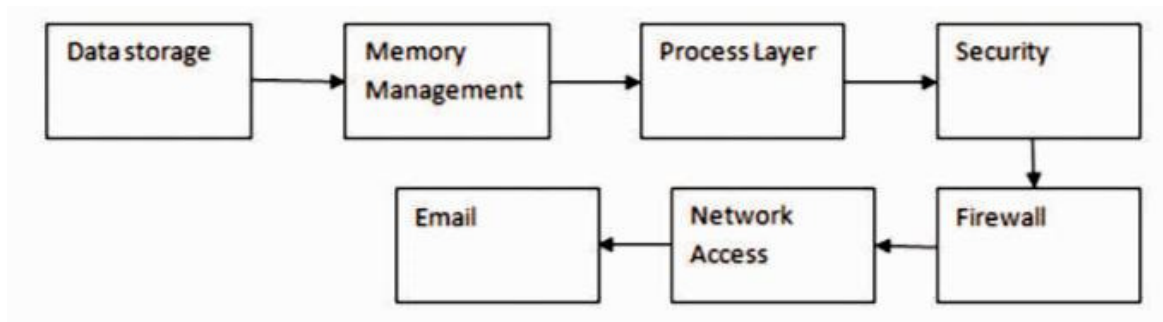 Data storage
Memory
Management
Process Layer
Security
Firewall
Network
Access
Email